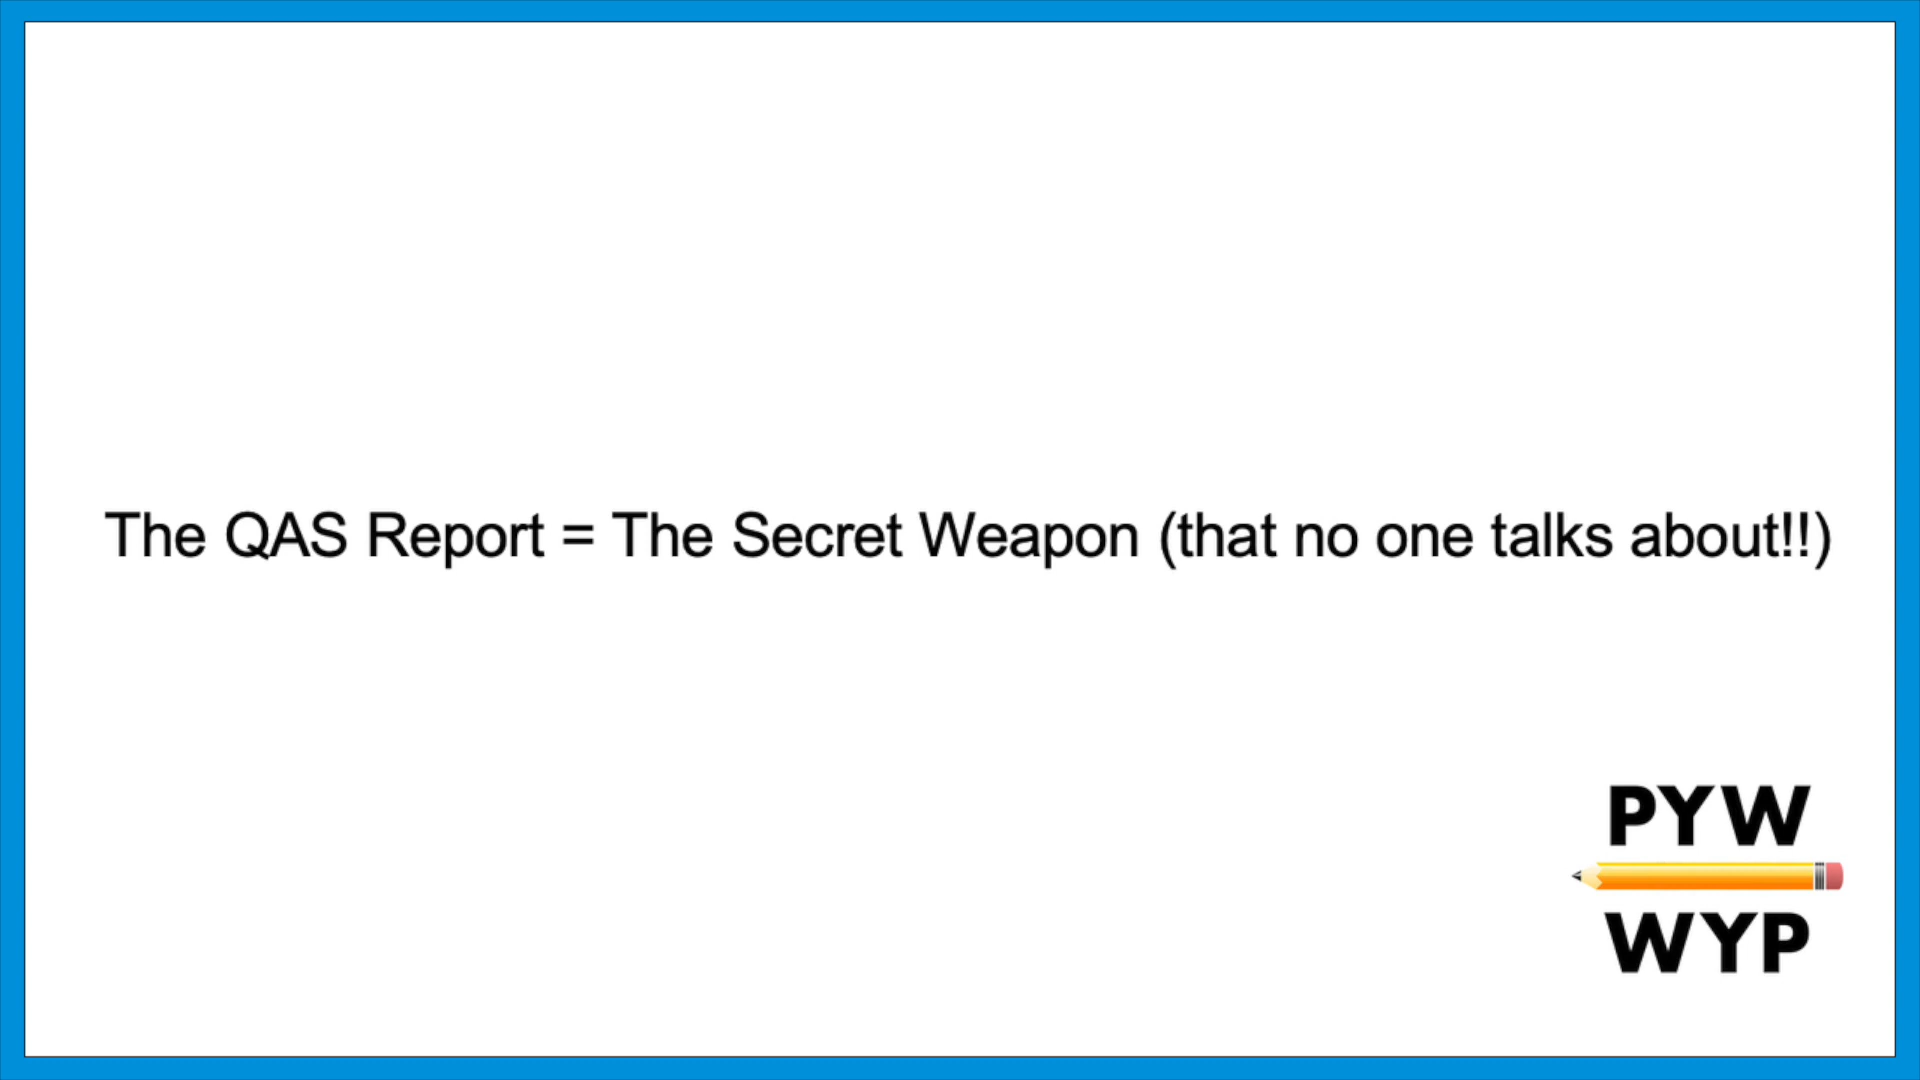 The QAS Report = The Secret Weapon (that no one talks about!!)
PYW
WYP